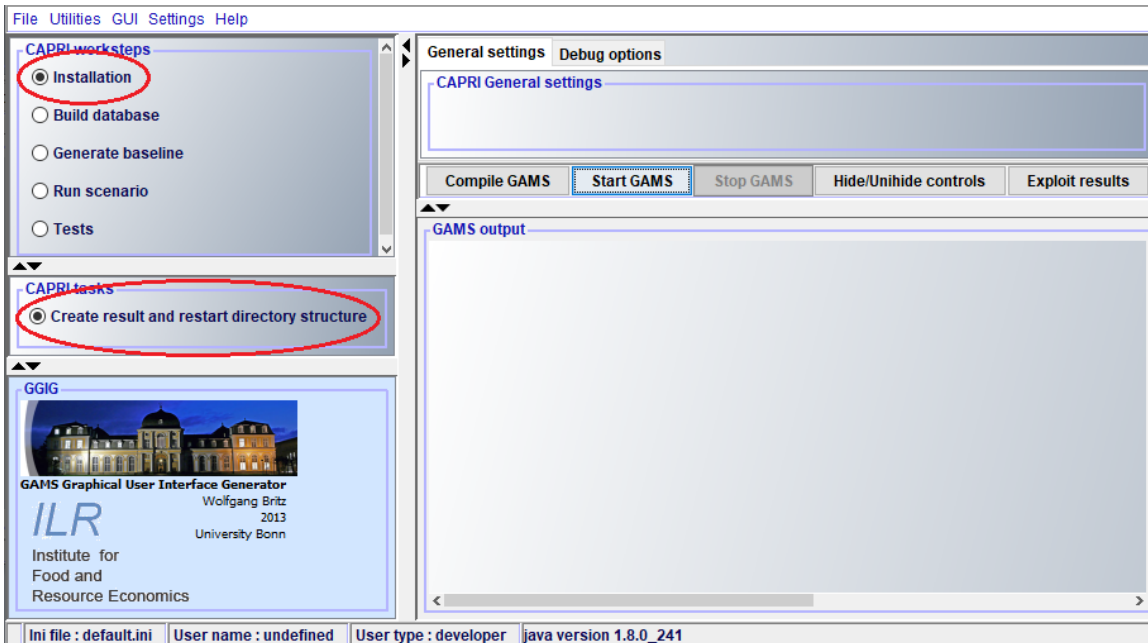 File Utilities GUI Settings Help
CAPRI worksteps
Installation
Build database
Generate baseline
Run scenario
Tests
CAPRI tasks
Create result and restart directory structure
GGIG
GAMS Graphical User Interface Generator
Wolfgang Britz
2013
University Bonn
ILR
Institute for
Food and
Resource Economics
General settings Debug options
CAPRI General settings
Compile GAMS Start GAMS Stop GAMS Hide/Unihide controls Exploit results
GAMS output
Ini file : default.ini User name : undefined User type : developer java version 1.8.0_241